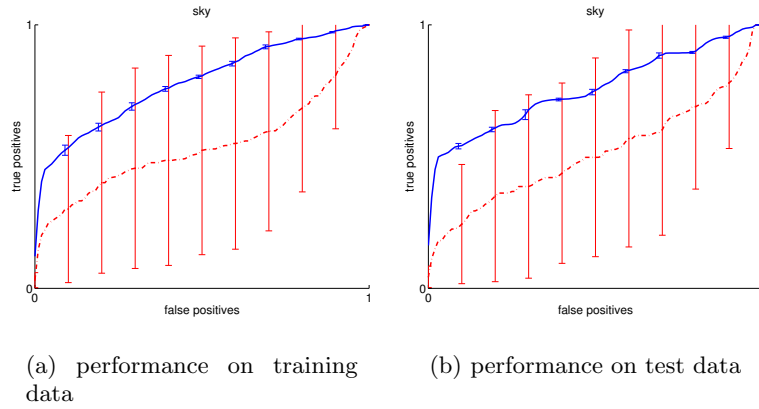 sky
1
true positives
0
0
1
false positives
(a) performance on training
data
sky
1
true positives
0
0
false positives
(b) performance on test data